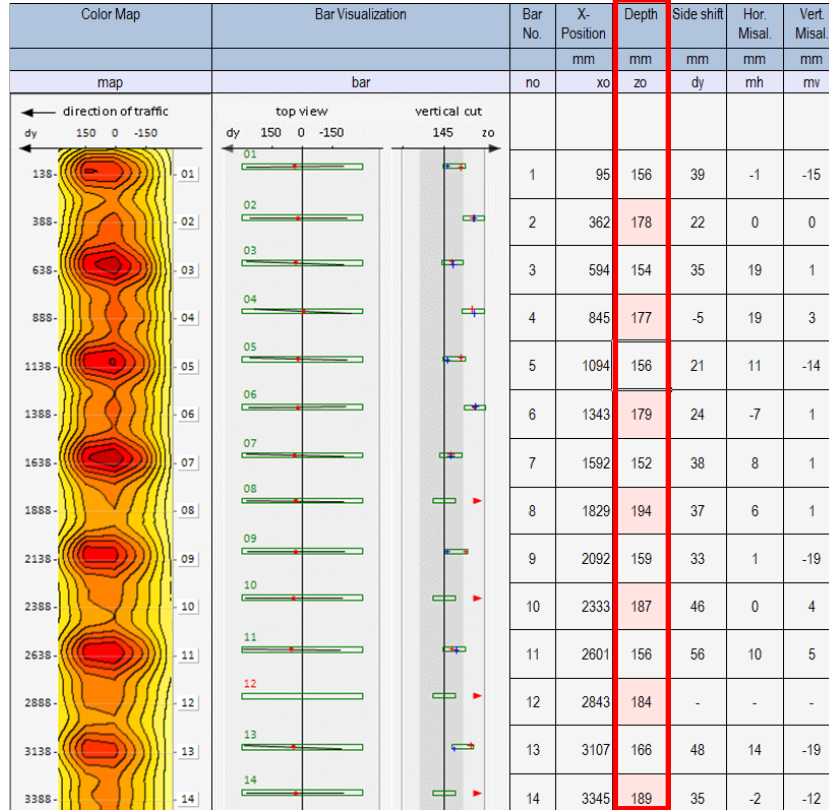 Color Map Bar Visualization Bar No. X-Position Depth Side shift Hor. Misal. Vert. Misal.
mm mm mm mm mm
map bar no xo zo dy mh mv
direction of traffic top view vertical cut
dy 150 0 -150 dy 150 0 -150 145 zo
138 01 01 1 95 156 39 -1 -15
388 02 02 2 362 178 22 0 0
638 03 03 3 594 154 35 19 1
888 04 04 4 845 177 -5 19 3
1138 05 05 5 1094 156 21 11 -14
1388 06 06 6 1343 179 24 -7 1
1638 07 07 7 1592 152 38 8 1
1888 08 08 8 1829 194 37 6 1
2138 09 09 9 2092 159 33 1 -19
2388 10 10 10 2333 187 46 0 4
2638 11 11 11 2601 156 56 10 5
2888 12 12 12 2843 184 - - -
3138 13 13 13 3107 166 48 14 -19
3388 14 14 14 3345 189 35 -2 -12